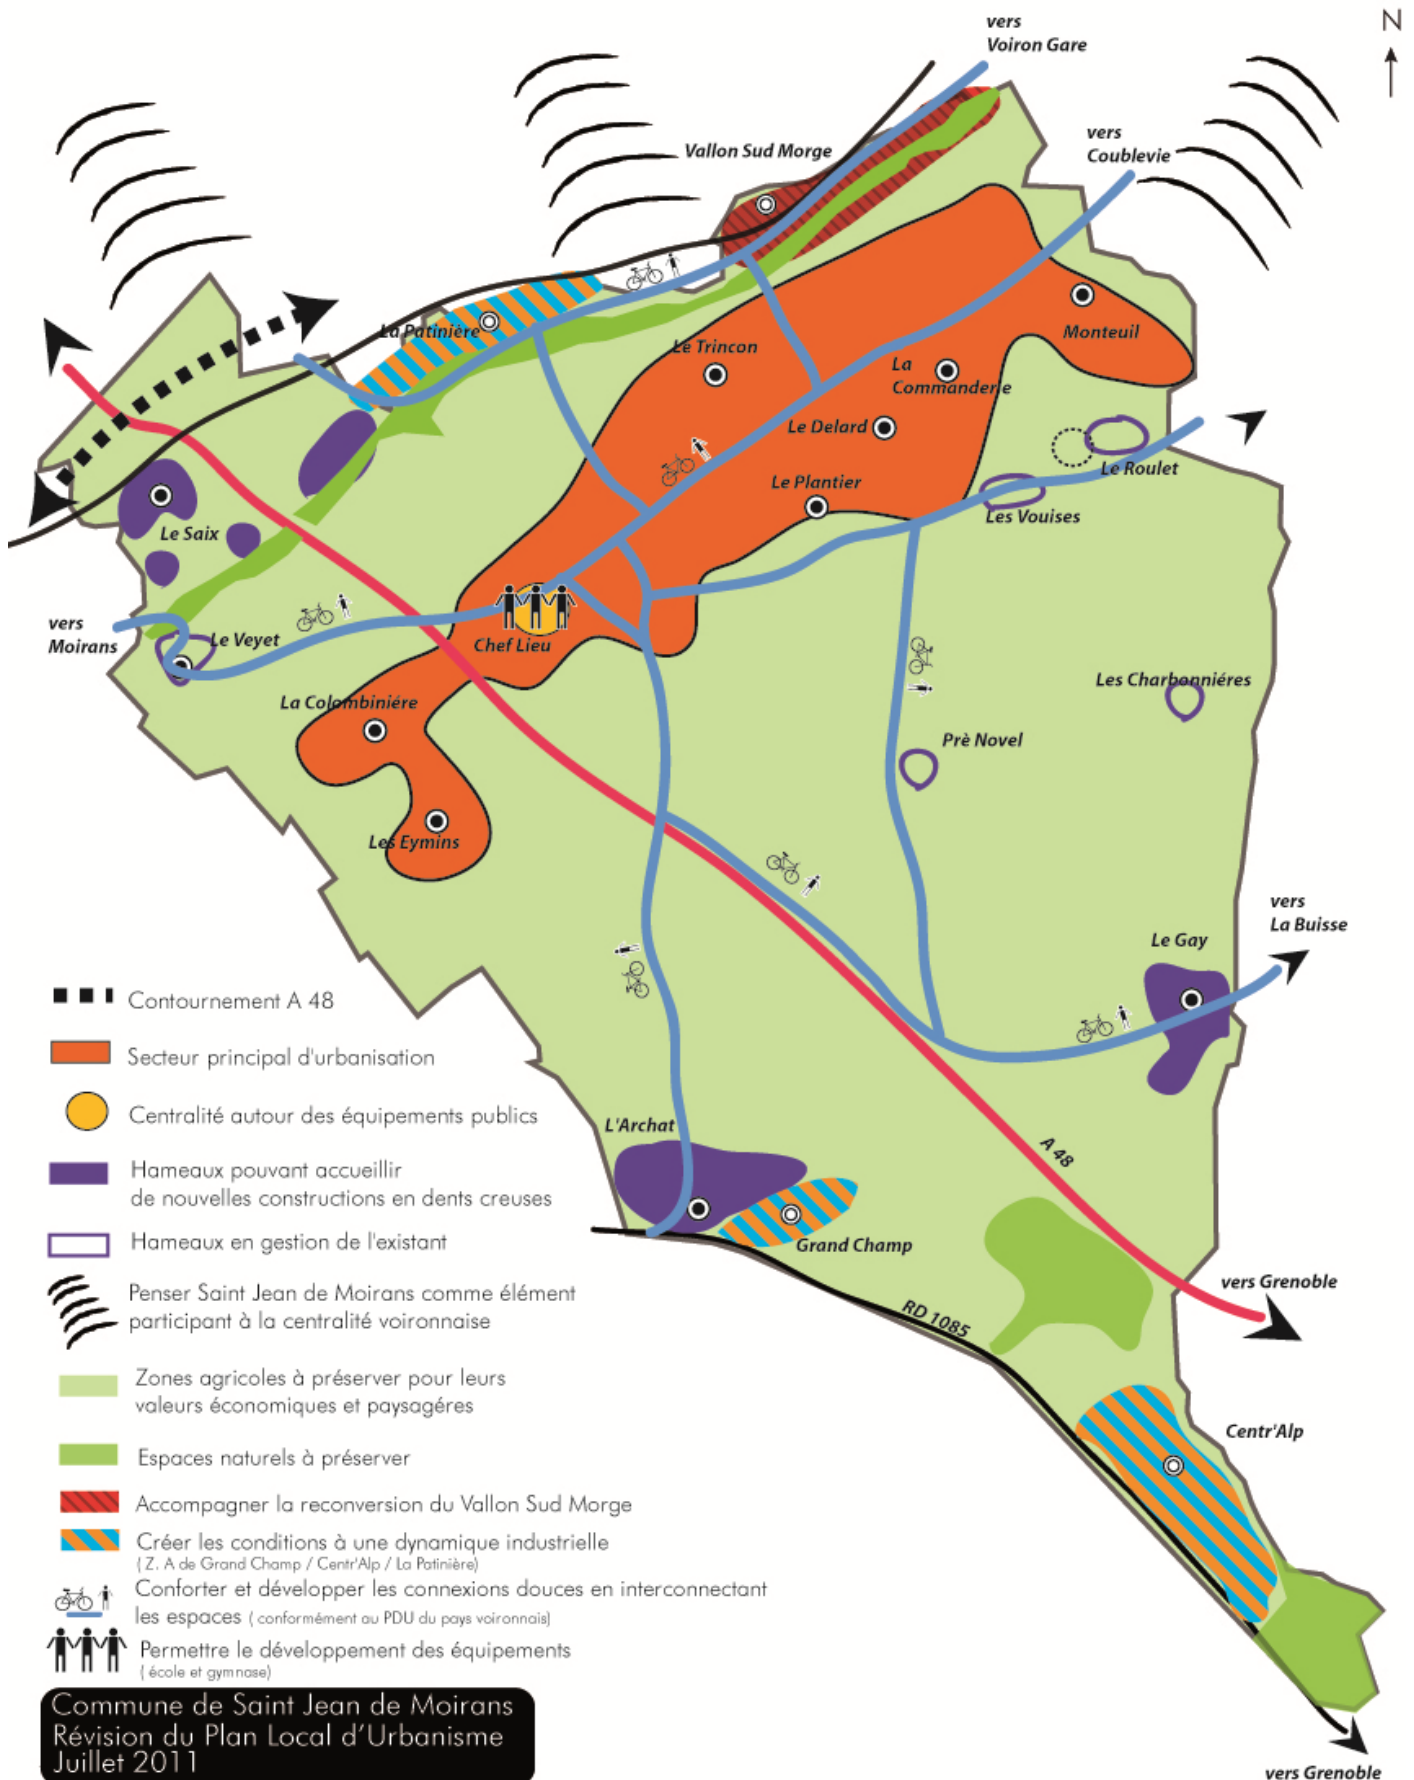 vers
Voiron Gare
N
vers
Coublevie
Vallon Sud Morge
La Patinière
Le Trincon
Monteuil
La
Commanderie
Le Delard
Le Plantier
Le Roulet
Les Vouises
Le Saix
vers
Moirans
Le Veyet
Chef Lieu
La Colombiniére
Les Charbonniéres
Prè Novel
Les Eymins
vers
La Buisse
Le Gay
L'Archat
A 48
Grand Champ
vers Grenoble
RD 1085
Centr'Alp
vers Grenoble
Contournement A 48
Secteur principal d'urbanisation
Centralité autour des équipements publics
Hameaux pouvant accueillir
de nouvelles constructions en dents creuses
Hameaux en gestion de l'existant
Penser Saint Jean de Moirans comme élément
participant à la centralité voironnaise
Zones agricoles à préserver pour leurs
valeurs économiques et paysagéres
Espaces naturels à préserver
Accompagner la reconversion du Vallon Sud Morge
Créer les conditions à une dynamique industrielle
( Z. A de Grand Champ / Centr'Alp / La Patinière)
Conforter et développer les connexions douces en interconnectant
les espaces ( conformément au PDU du pays voironnais)
Permettre le développement des équipements
( école et gymnase)
Commune de Saint Jean de Moirans
Révision du Plan Local d'Urbanisme
Juillet 2011